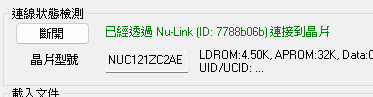 連線狀態檢測
斷開
已經透過 Nu-Link (ID: 7788b06b) 連接到晶片
晶片型號
NUC121ZC2AE
LDROM:4.50K, APROM:32K, Data:0
UID/UCID: ...
載入文件